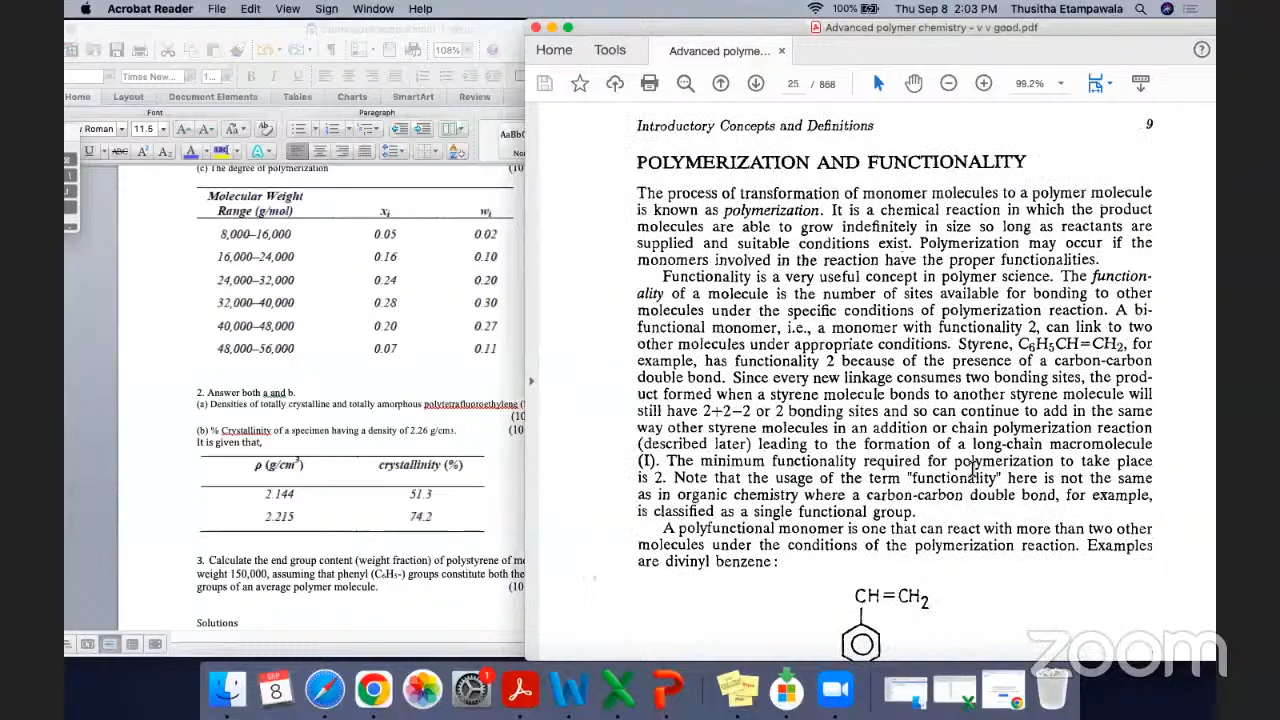 Acrobat Reader File Edit View Sign Window Help 100% Thu Sep 8 2:03 PM Thusitha Etampawala
Advanced polymer chemistry - v v good.pdf
Home Tools Advanced polyme... ×
108%
25 / 868 99.2%
Times New...
Home Layout Document Elements Tables Charts SmartArt Review
Font Paragraph
Roman 11.5
AaBb
(c) The degree of polymerization (10
Molecular Weight
Range (g/mol) xi wi
8,000–16,000 0.05 0.02
16,000–24,000 0.16 0.10
24,000–32,000 0.24 0.20
32,000–40,000 0.28 0.30
40,000–48,000 0.20 0.27
48,000–56,000 0.07 0.11
2. Answer both a and b.
(a) Densities of totally crystalline and totally amorphous polytetrafluoroethylene (
(10
(b) % Crystallinity of a specimen having a density of 2.26 g/cm3. (10
It is given that,
ρ (g/cm³) crystallinity (%)
2.144 51.3
2.215 74.2
3. Calculate the end group content (weight fraction) of polystyrene of mo
weight 150,000, assuming that phenyl (C₆H₅-) groups constitute both the
groups of an average polymer molecule. (10
Solutions
Introductory Concepts and Definitions 9
POLYMERIZATION AND FUNCTIONALITY
The process of transformation of monomer molecules to a polymer molecule
is known as polymerization. It is a chemical reaction in which the product
molecules are able to grow indefinitely in size so long as reactants are
supplied and suitable conditions exist. Polymerization may occur if the
monomers involved in the reaction have the proper functionalities.
Functionality is a very useful concept in polymer science. The function-
ality of a molecule is the number of sites available for bonding to other
molecules under the specific conditions of polymerization reaction. A bi-
functional monomer, i.e., a monomer with functionality 2, can link to two
other molecules under appropriate conditions. Styrene, C₆H₅CH=CH₂, for
example, has functionality 2 because of the presence of a carbon-carbon
double bond. Since every new linkage consumes two bonding sites, the prod-
uct formed when a styrene molecule bonds to another styrene molecule will
still have 2+2−2 or 2 bonding sites and so can continue to add in the same
way other styrene molecules in an addition or chain polymerization reaction
(described later) leading to the formation of a long-chain macromolecule
(I). The minimum functionality required for polymerization to take place
is 2. Note that the usage of the term "functionality" here is not the same
as in organic chemistry where a carbon-carbon double bond, for example,
is classified as a single functional group.
A polyfunctional monomer is one that can react with more than two other
molecules under the conditions of the polymerization reaction. Examples
are divinyl benzene:
CH=CH₂
zoom
SEP
8
1